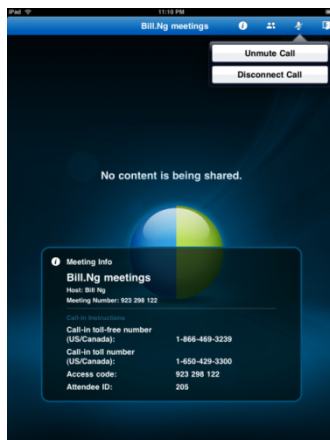 iPad 11:10 PM
Bill.Ng meetings
Unmute Call
Disconnect Call
No content is being shared.
Meeting Info
Bill.Ng meetings
Host: Bill Ng
Meeting Number: 923 298 122
Call-in Instructions
Call-in toll-free number
(US/Canada): 1-866-469-3239
Call-in toll number
(US/Canada): 1-650-429-3300
Access code: 923 298 122
Attendee ID: 205